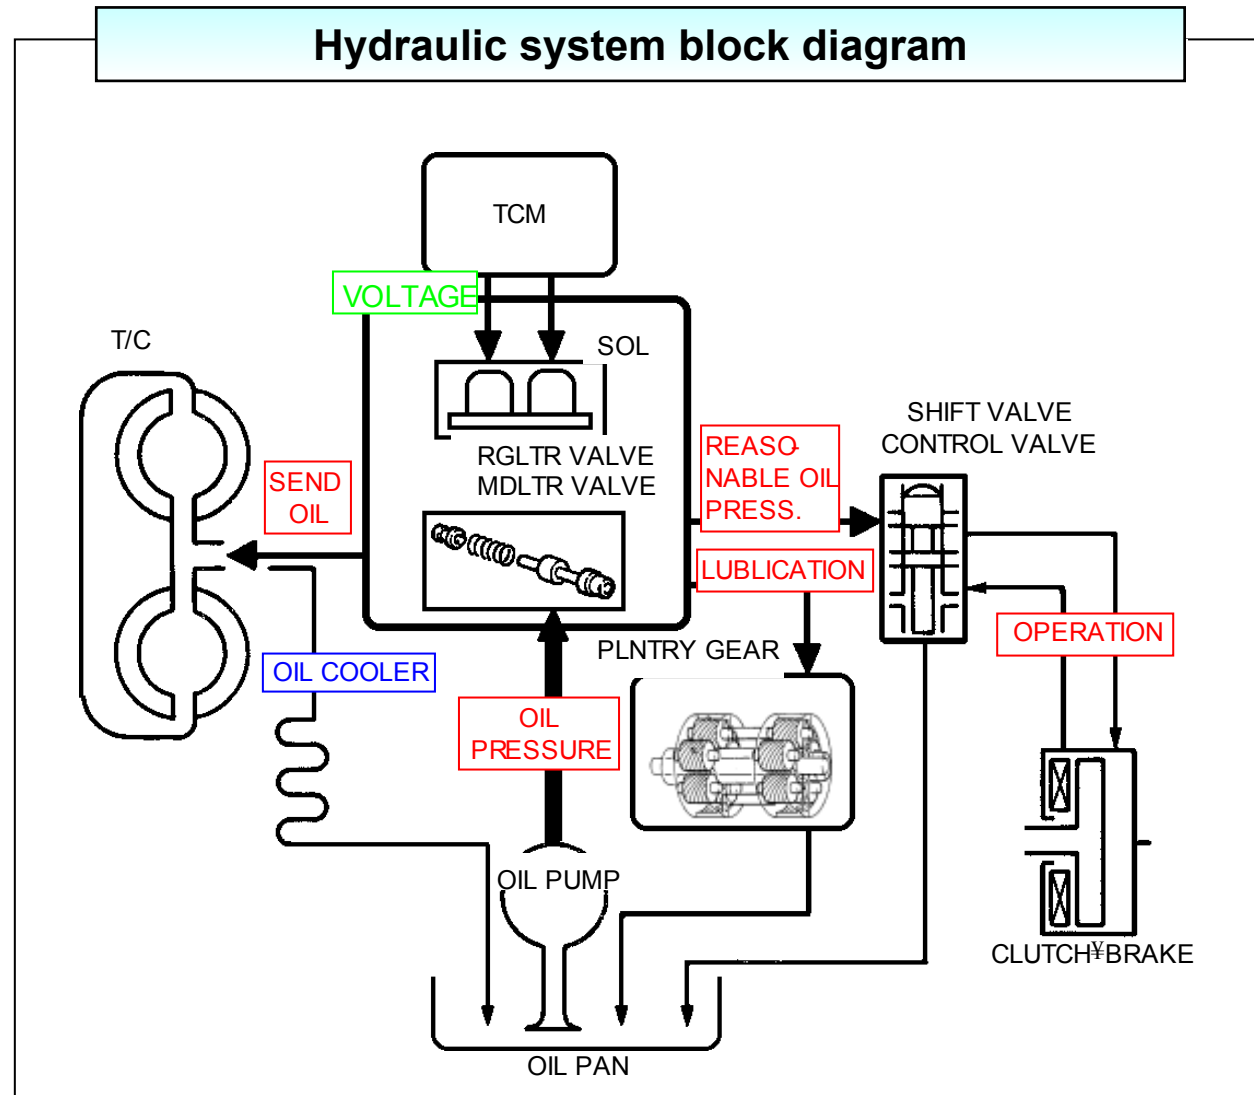 Hydraulic system block diagram
TCM
VOLTAGE
T/C
SOL
SHIFT VALVE
CONTROL VALVE
RGLTR VALVE
MDLTR VALVE
REASO-
NABLE OIL
PRESS.
SEND
OIL
LUBLICATION
OPERATION
PLNTRY GEAR
OIL COOLER
OIL
PRESSURE
OIL PUMP
CLUTCH¥BRAKE
OIL PAN